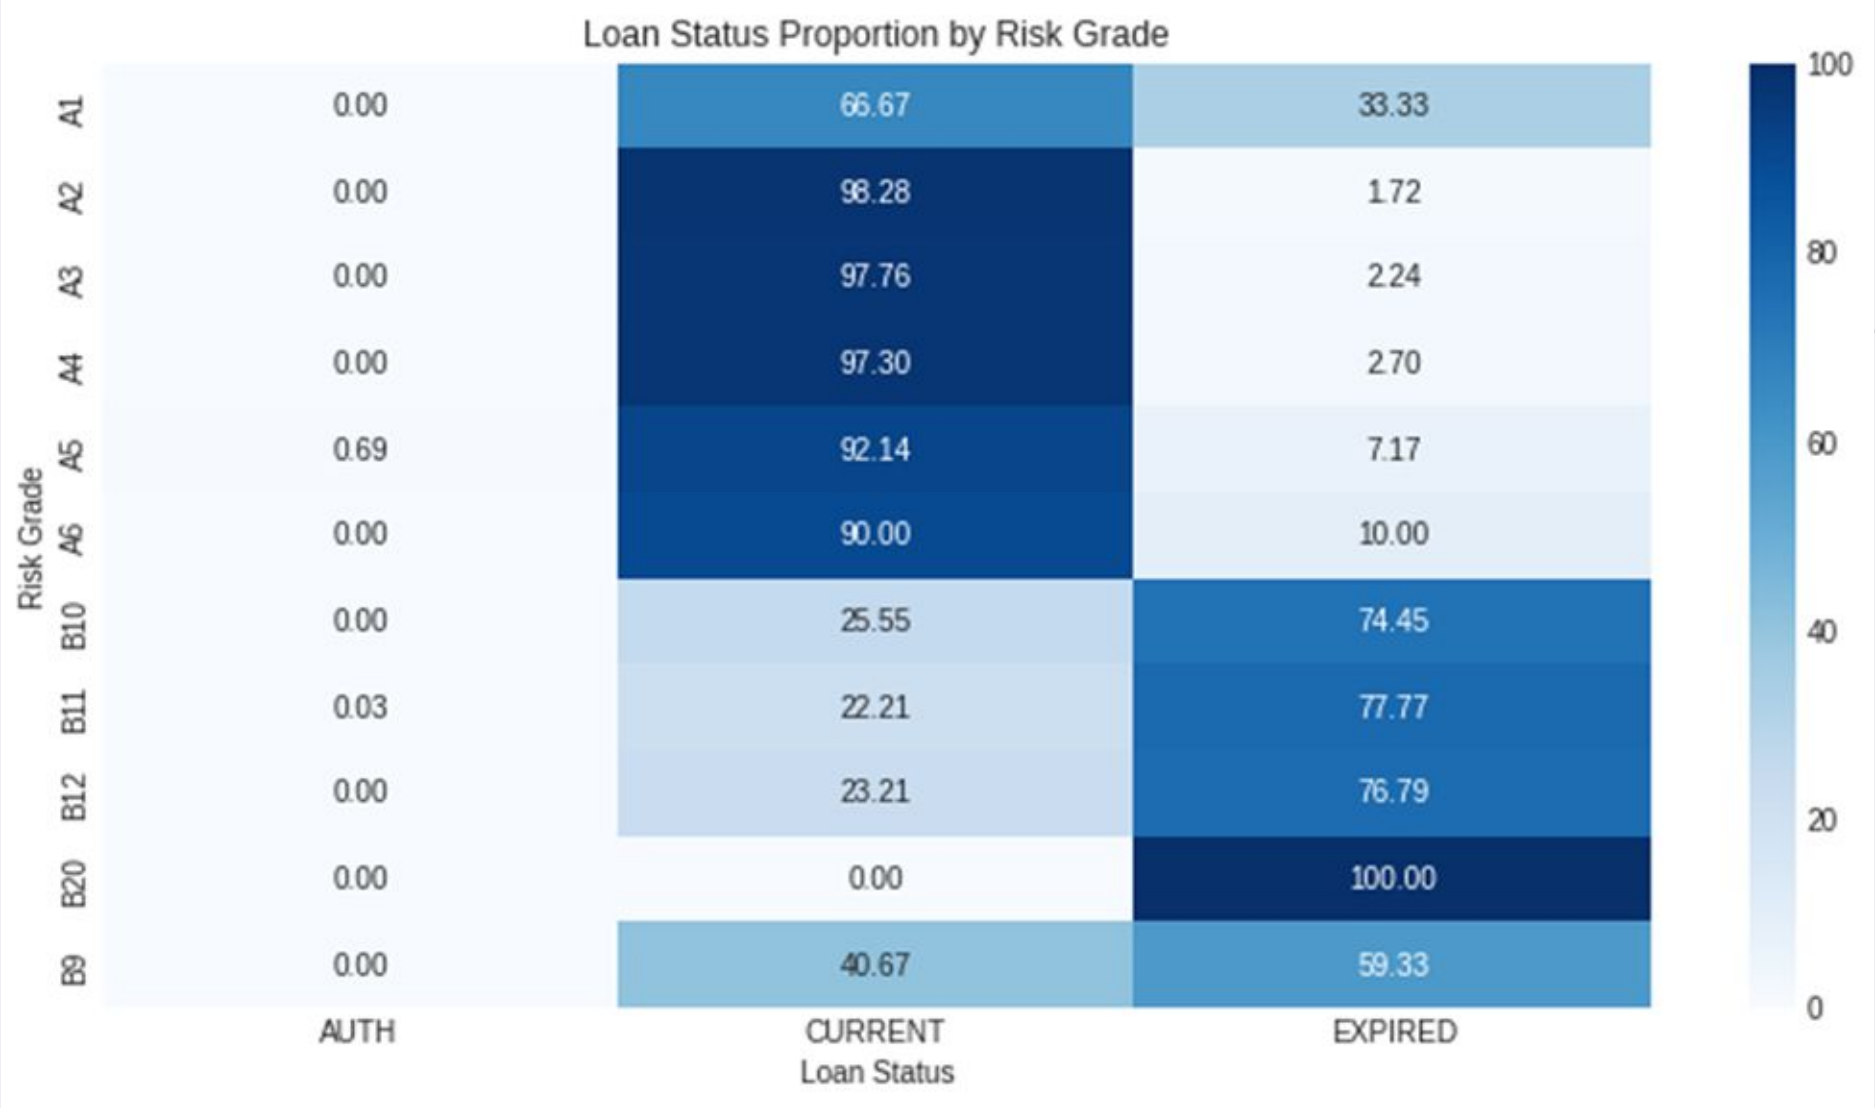 Loan Status Proportion by Risk Grade
A1 0.00 66.67 33.33
A2 0.00 98.28 1.72
A3 0.00 97.76 2.24
A4 0.00 97.30 2.70
A5 0.69 92.14 7.17
A6 0.00 90.00 10.00
B10 0.00 25.55 74.45
B11 0.03 22.21 77.77
B12 0.00 23.21 76.79
B20 0.00 0.00 100.00
B9 0.00 40.67 59.33
Risk Grade
AUTH CURRENT EXPIRED
Loan Status
100
80
60
40
20
0